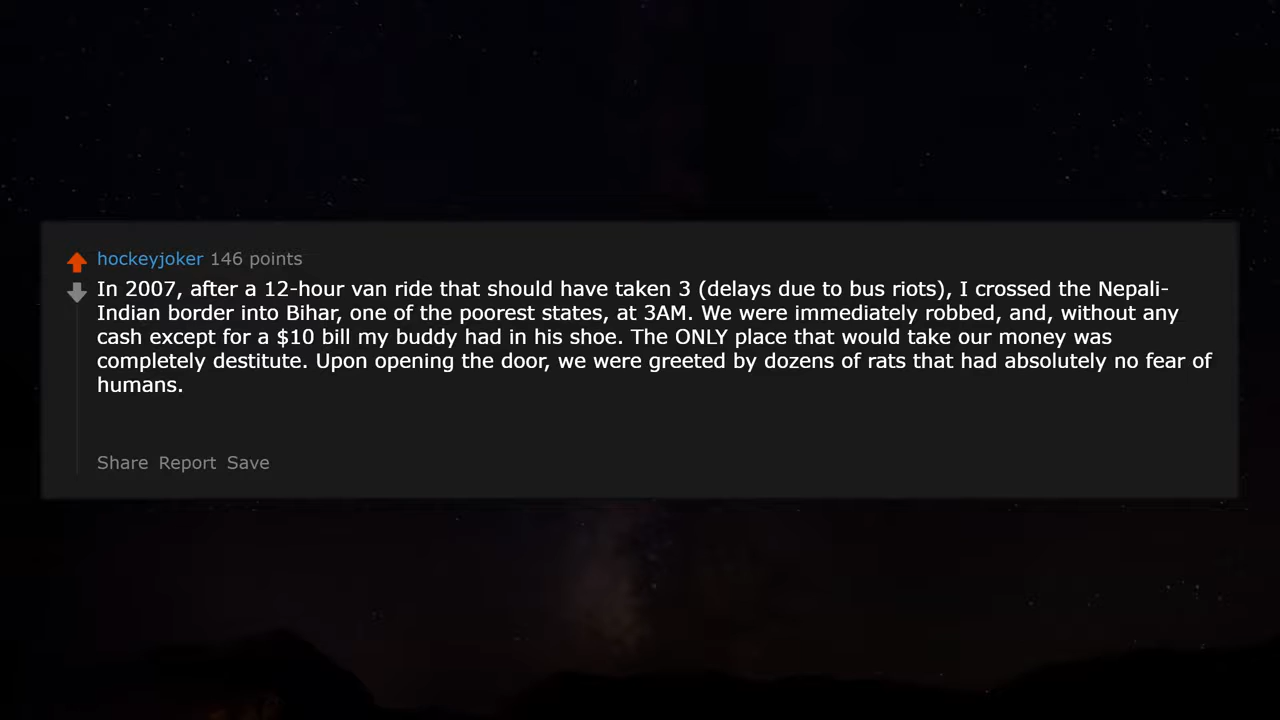 hockeyjoker 146 points
In 2007, after a 12-hour van ride that should have taken 3 (delays due to bus riots), I crossed the Nepali-
Indian border into Bihar, one of the poorest states, at 3AM. We were immediately robbed, and, without any
cash except for a $10 bill my buddy had in his shoe. The ONLY place that would take our money was
completely destitute. Upon opening the door, we were greeted by dozens of rats that had absolutely no fear of
humans.
Share Report Save